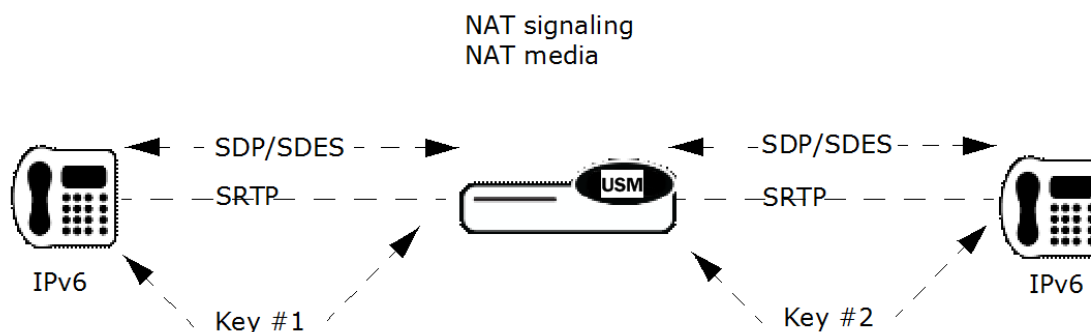 NAT signaling
NAT media
SDP/SDES
SDP/SDES
USM
SRTP
SRTP
IPv6
IPv6
Key #1
Key #2